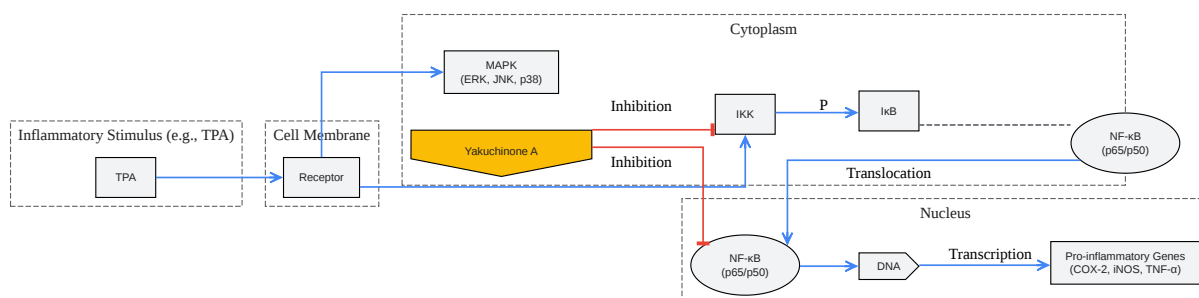 Cytoplasm
MAPK
(ERK, JNK, p38)
Inhibition
IKK
P
IκB
Inflammatory Stimulus (e.g., TPA)
Cell Membrane
NF-κB
(p65/p50)
Yakuchinone A
Inhibition
TPA
Receptor
Translocation
Nucleus
NF-κB
(p65/p50)
DNA
Transcription
Pro-inflammatory Genes
(COX-2, iNOS, TNF-α)